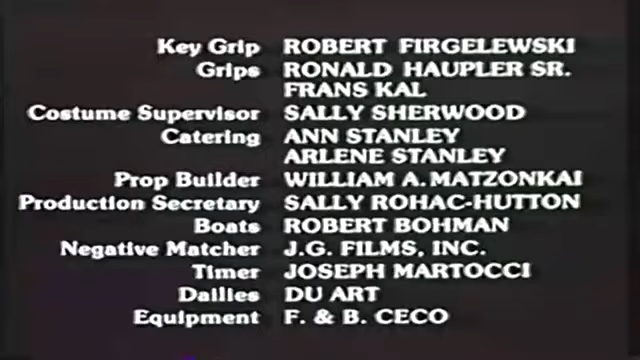 Key Grip ROBERT FIRGELEWSKI
Grips RONALD HAUPLER SR.
FRANS KAL
Costume Supervisor SALLY SHERWOOD
Catering ANN STANLEY
ARLENE STANLEY
Prop Builder WILLIAM A. MATZONKAI
Production Secretary SALLY ROHAC-HUTTON
Boats ROBERT BOHMAN
Negative Matcher J.G. FILMS, INC.
Timer JOSEPH MARTOCCI
Dailies DU ART
Equipment F. & B. CECO